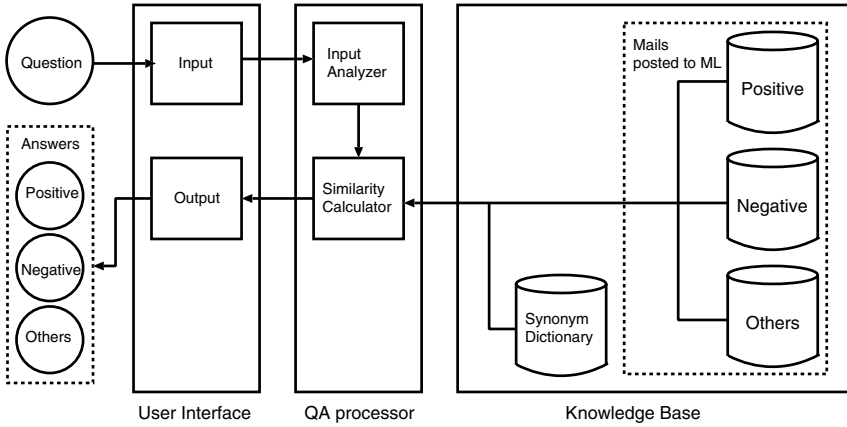 Question
Answers
Positive
Negative
Others
Input
Output
User Interface
Input
Analyzer
Similarity
Calculator
QA processor
Mails
posted to ML
Positive
Negative
Others
Synonym
Dictionary
Knowledge Base